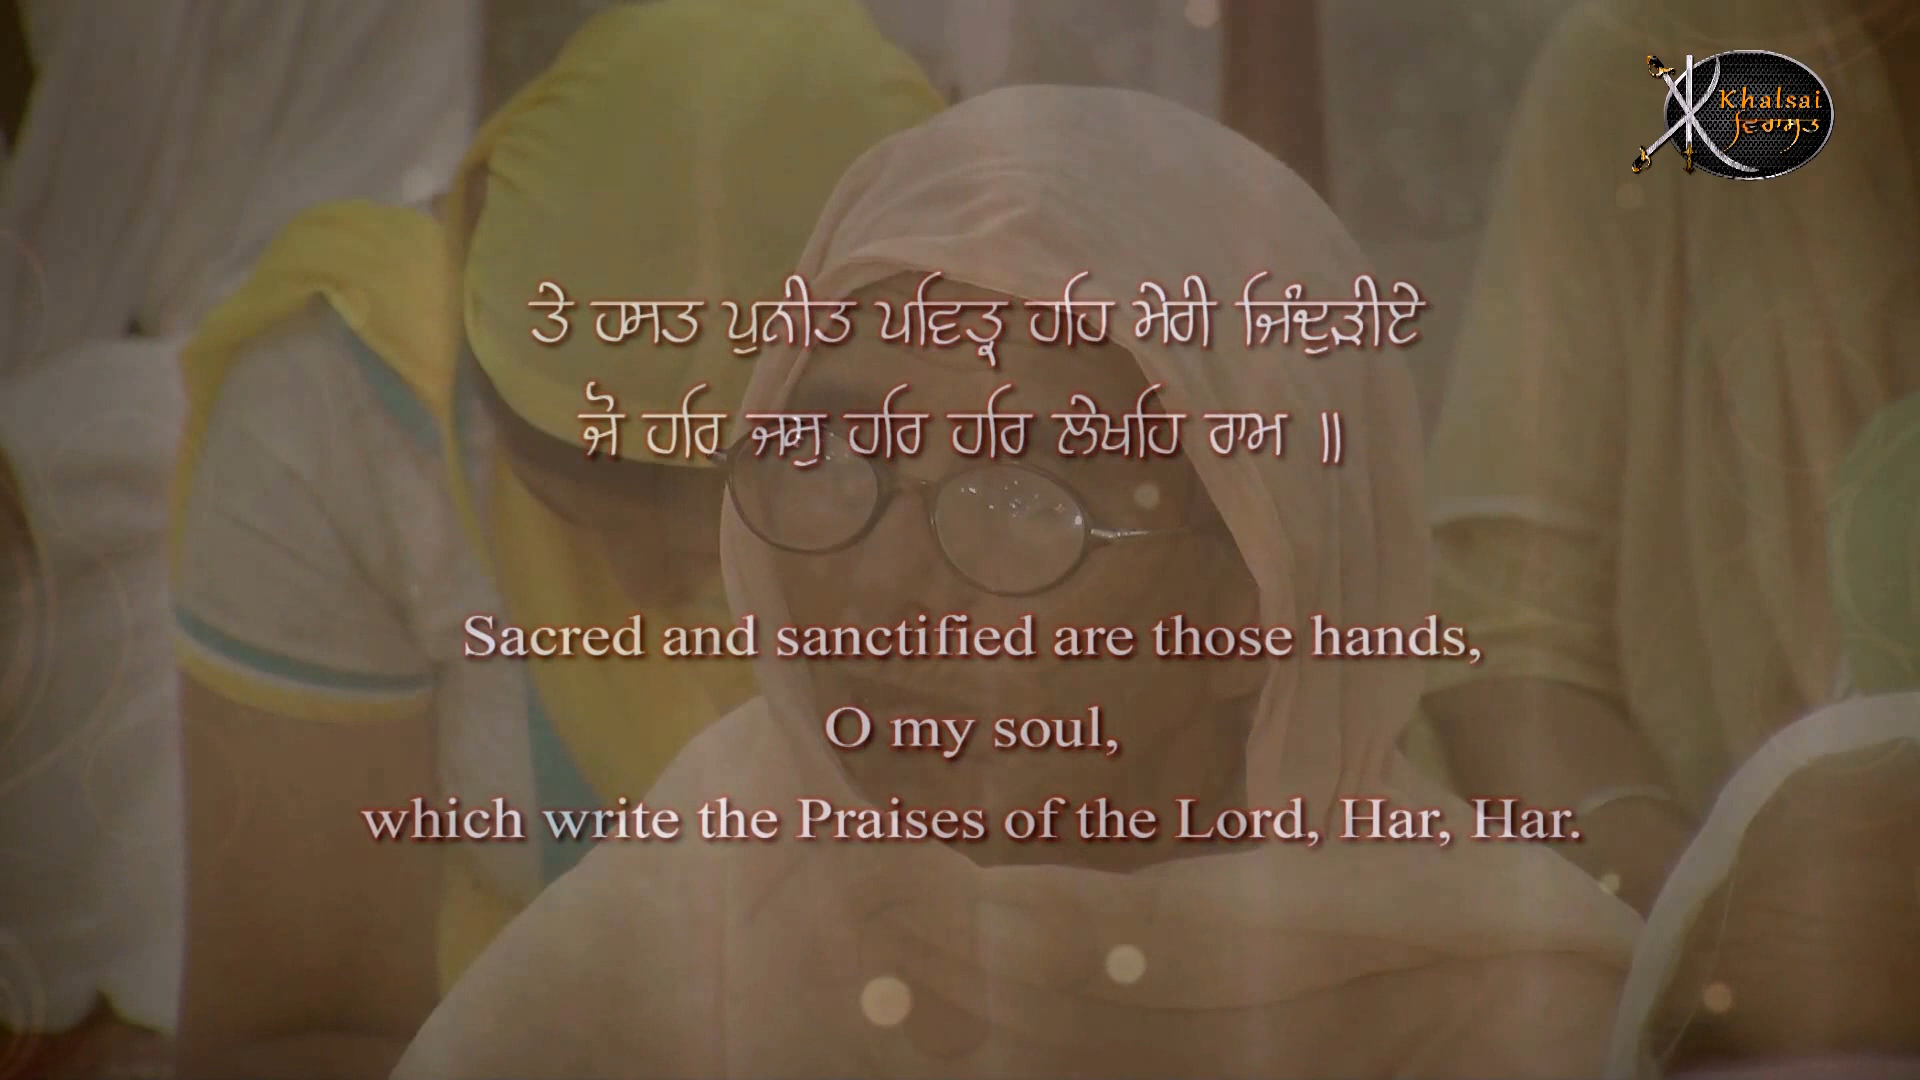 Khalsai
ਵਿਰਾਸਤ
ਤੇ ਹਸਤ ਪੁਨੀਤ ਪਵਿਤ੍ਰ ਹਹਿ ਮੇਰੀ ਜਿੰਦੁੜੀਏ
ਜੋ ਹਰਿ ਜਸੁ ਹਰਿ ਹਰਿ ਲੇਖਹਿ ਰਾਮ ॥
Sacred and sanctified are those hands,
O my soul,
which write the Praises of the Lord, Har, Har.